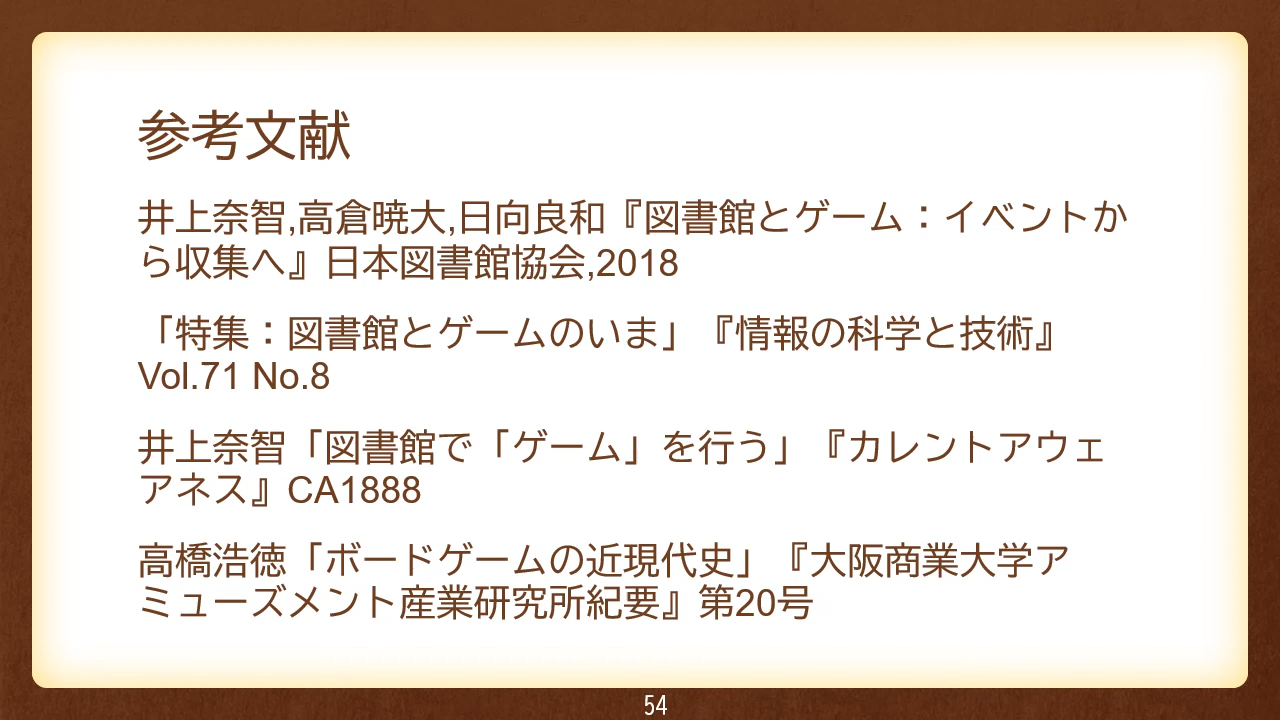 参考文献
井上奈智,高倉暁大,日向良和『図書館とゲーム：イベントか
ら収集へ』日本図書館協会,2018
「特集：図書館とゲームのいま」『情報の科学と技術』
Vol.71 No.8
井上奈智「図書館で「ゲーム」を行う」『カレントアウェ
アネス』CA1888
高橋浩徳「ボードゲームの近現代史」『大阪商業大学ア
ミューズメント産業研究所紀要』第20号
54